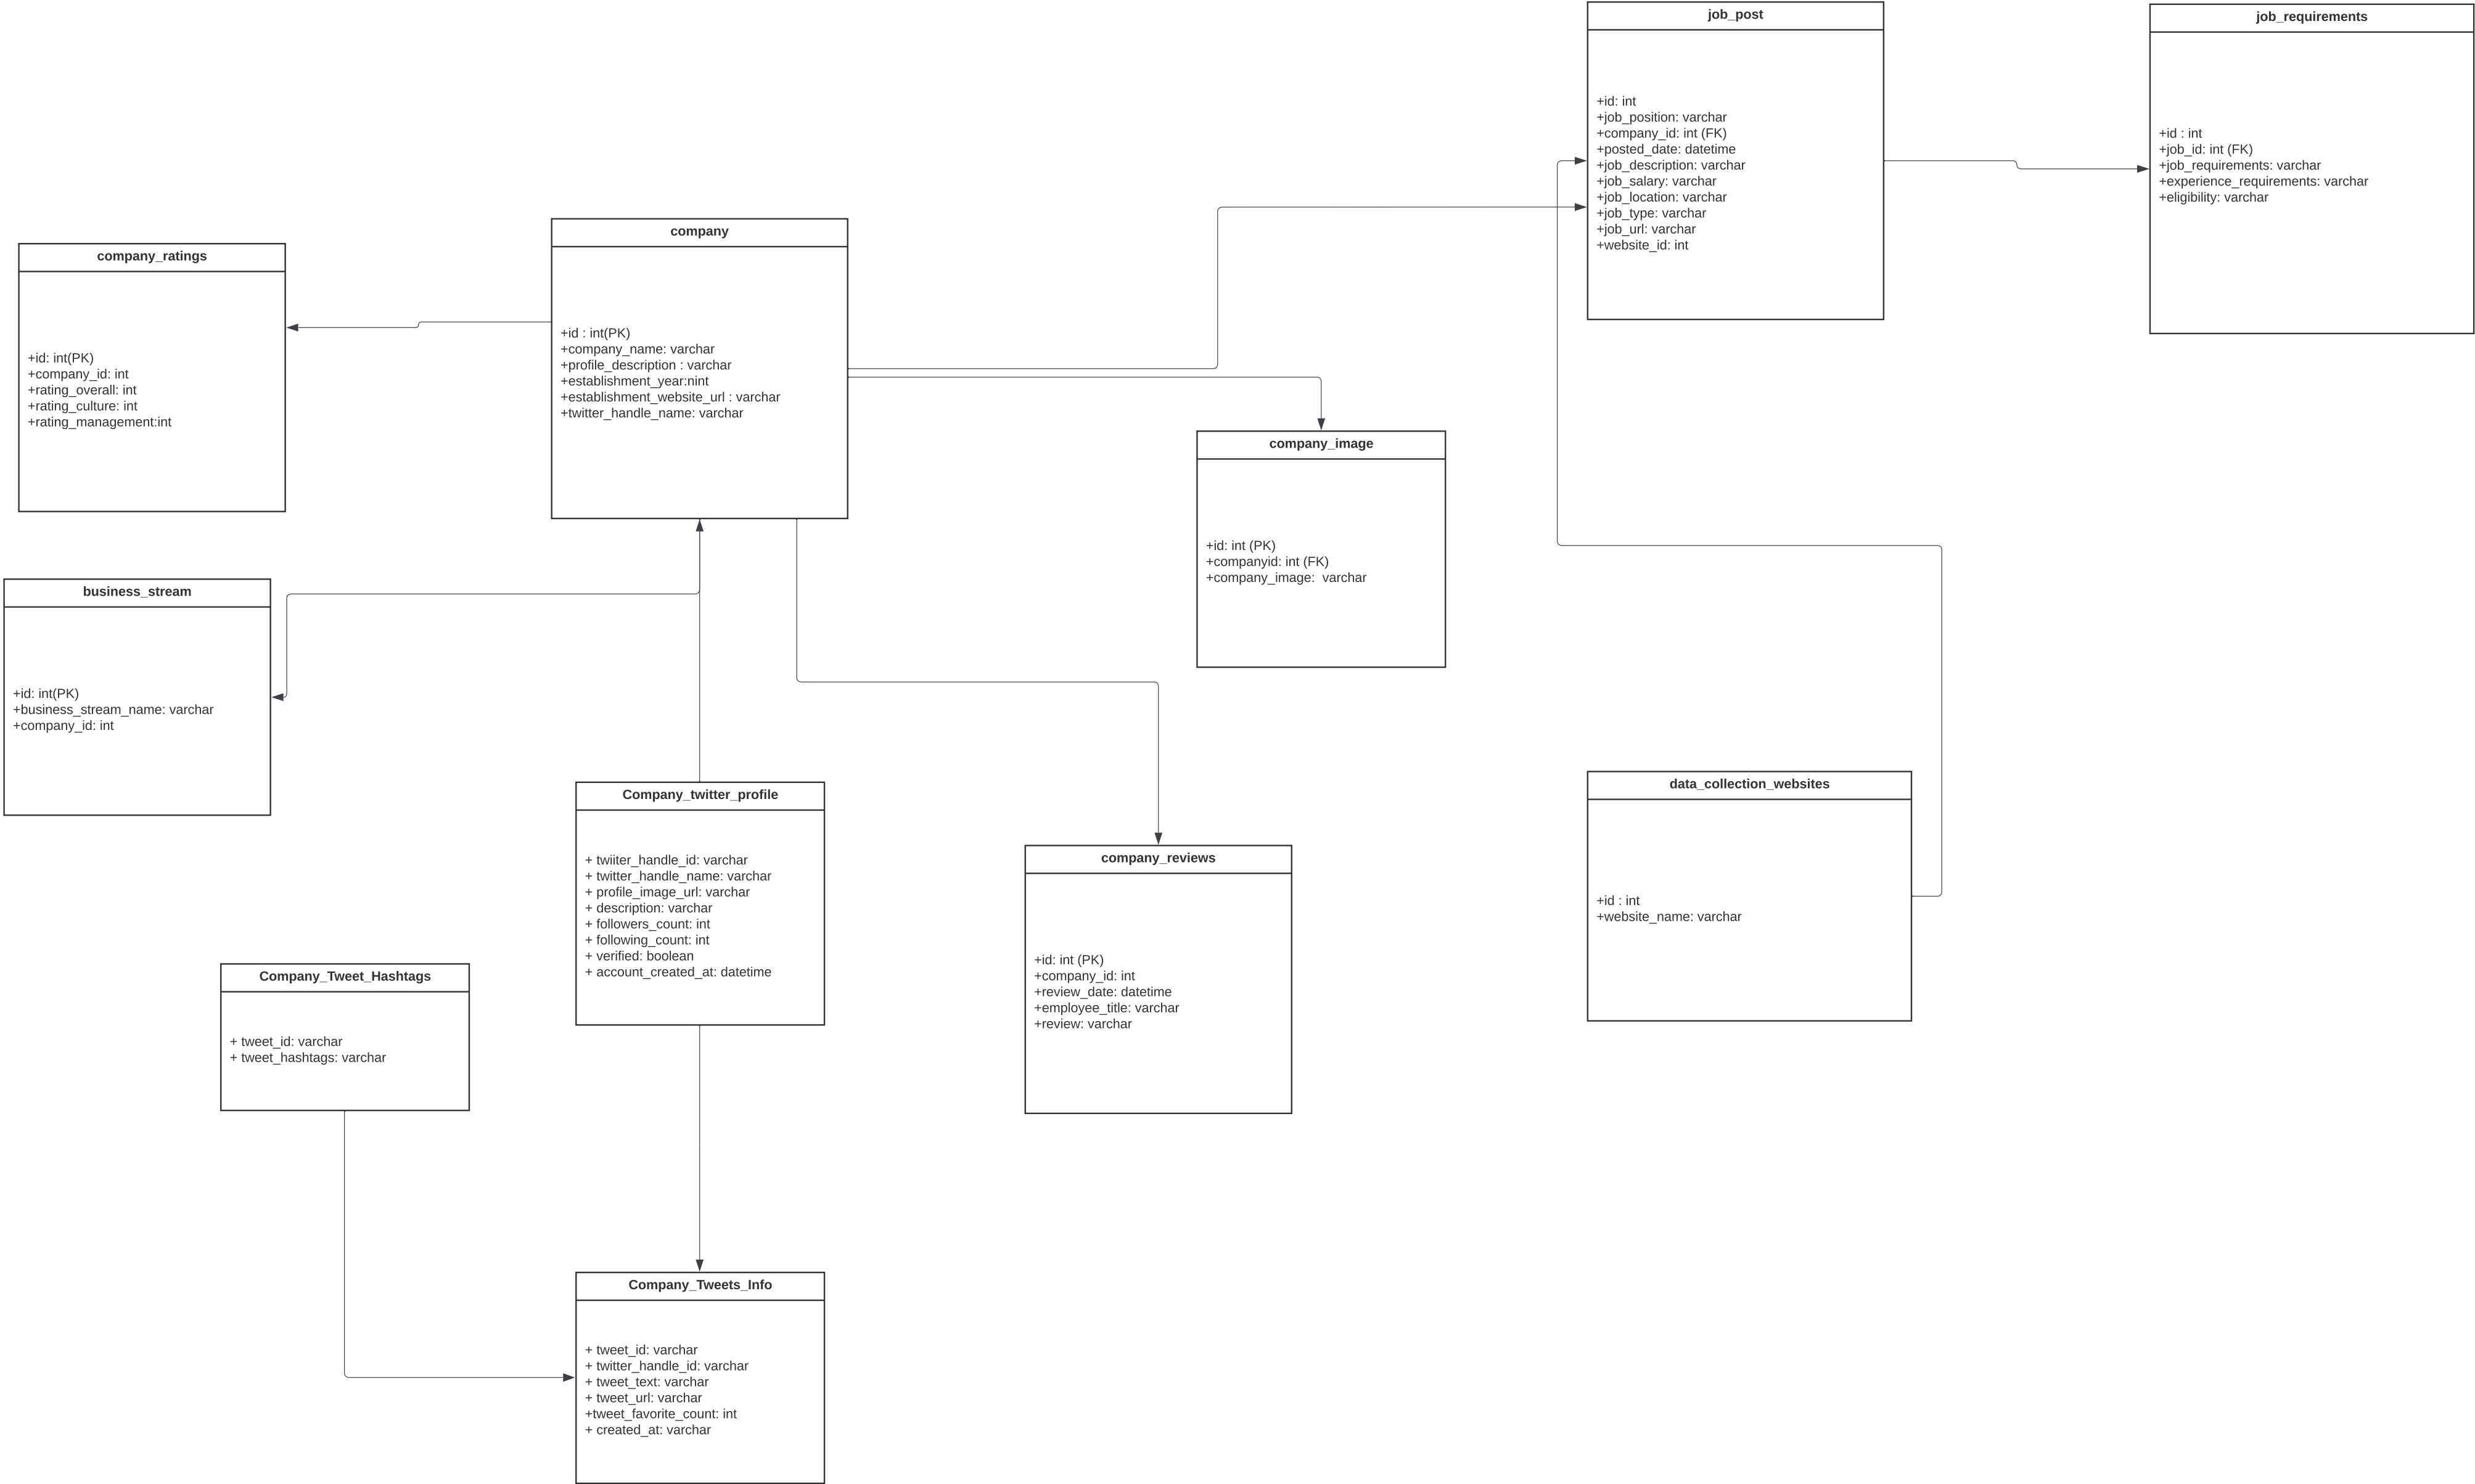 job_post
+id: int
+job_position: varchar
+company_id: int (FK)
+posted_date: datetime
+job_description: varchar
+job_salary: varchar
+job_location: varchar
+job_type: varchar
+job_url: varchar
+website_id: int
job_requirements
+id : int
+job_id: int (FK)
+job_requirements: varchar
+experience_requirements: varchar
+eligibility: varchar
company
+id : int(PK)
+company_name: varchar
+profile_description : varchar
+establishment_year:nint
+establishment_website_url : varchar
+twitter_handle_name: varchar
company_ratings
+id: int(PK)
+company_id: int
+rating_overall: int
+rating_culture: int
+rating_management:int
company_image
+id: int (PK)
+companyid: int (FK)
+company_image:  varchar
business_stream
+id: int(PK)
+business_stream_name: varchar
+company_id: int
Company_twitter_profile
+ twiiter_handle_id: varchar
+ twitter_handle_name: varchar
+ profile_image_url: varchar
+ description: varchar
+ followers_count: int
+ following_count: int
+ verified: boolean
+ account_created_at: datetime
data_collection_websites
+id : int
+website_name: varchar
company_reviews
+id: int (PK)
+company_id: int
+review_date: datetime
+employee_title: varchar
+review: varchar
Company_Tweet_Hashtags
+ tweet_id: varchar
+ tweet_hashtags: varchar
Company_Tweets_Info
+ tweet_id: varchar
+ twitter_handle_id: varchar
+ tweet_text: varchar
+ tweet_url: varchar
+tweet_favorite_count: int
+ created_at: varchar